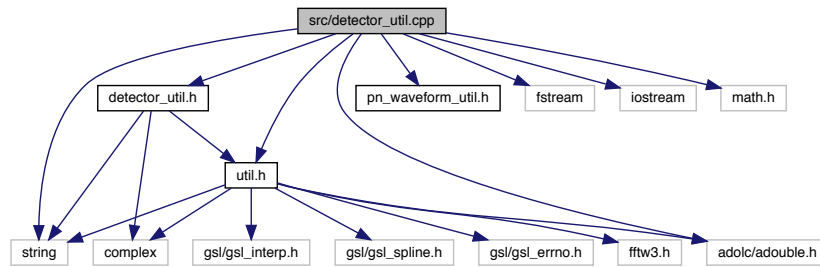 src/detector_util.cpp
detector_util.h
pn_waveform_util.h
fstream
iostream
math.h
util.h
string
complex
gsl/gsl_interp.h
gsl/gsl_spline.h
gsl/gsl_errno.h
fftw3.h
adolc/adouble.h